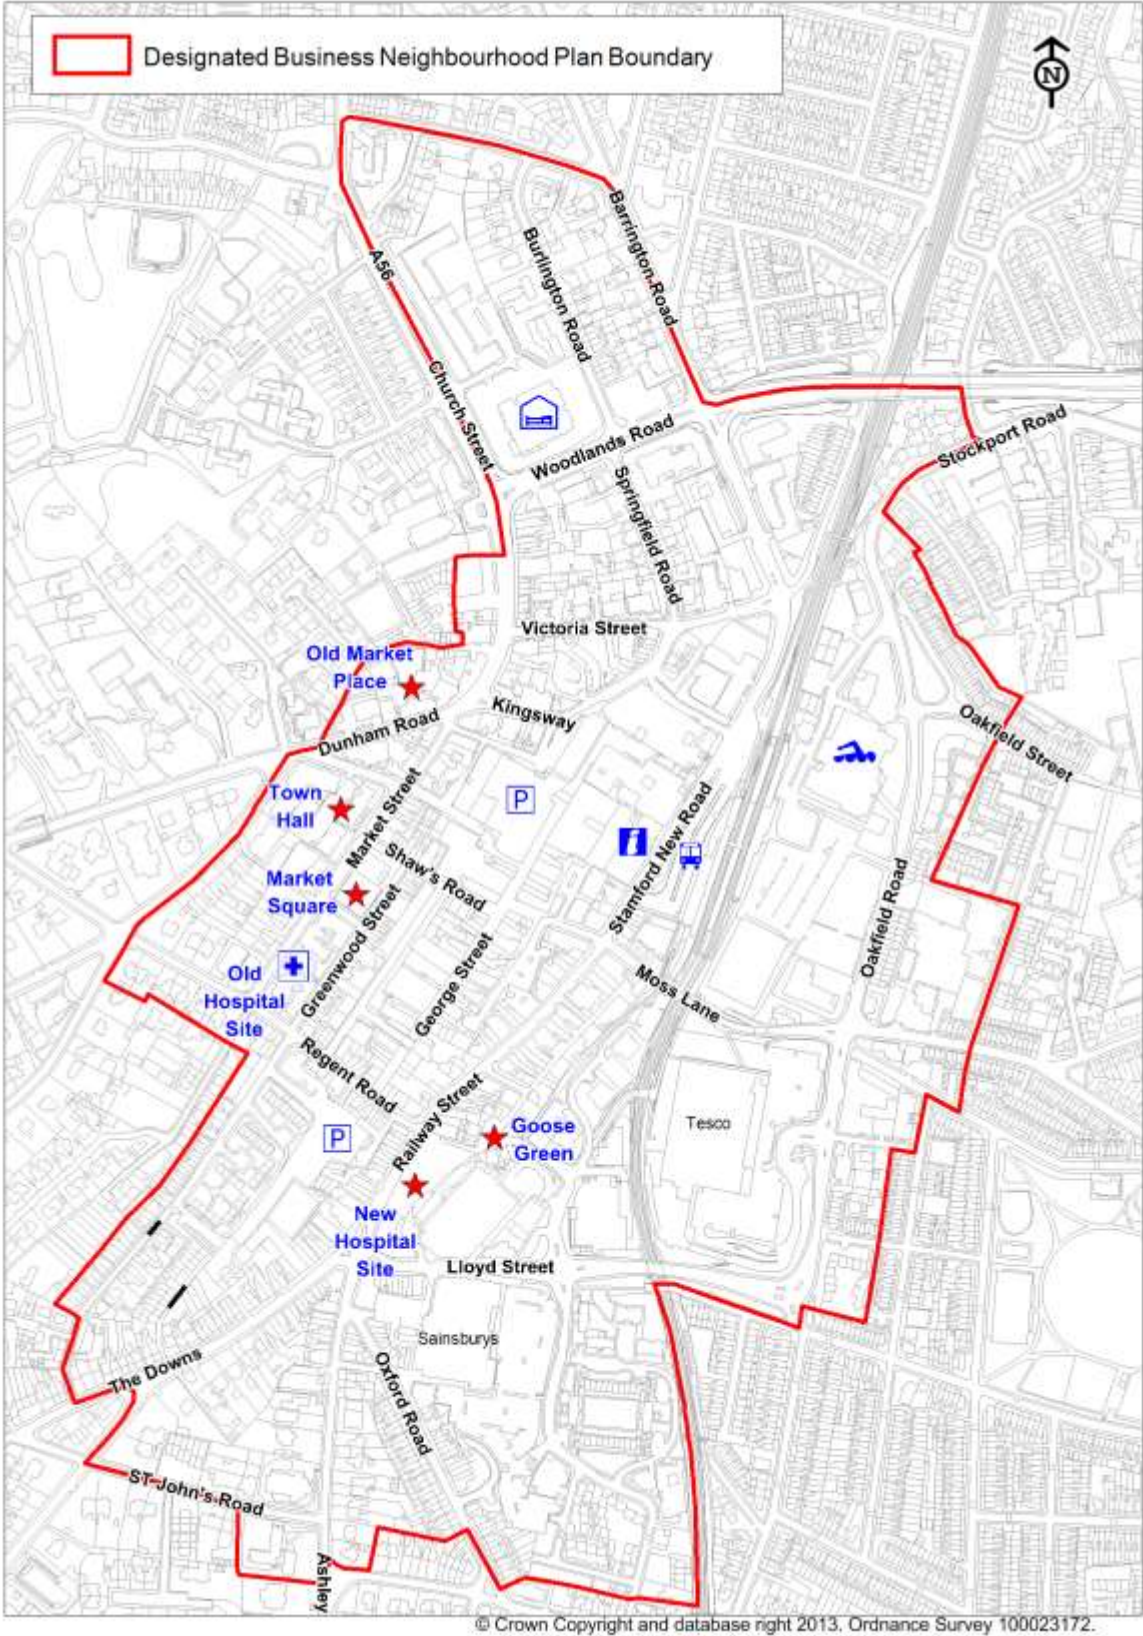 Designated Business Neighbourhood Plan Boundary
N
Barrington Road
Burlington Road
A56
Church Street
Woodlands Road
Stockport Road
Springfield Road
Victoria Street
Old Market
Place
Kingsway
Dunham Road
Oakfield Street
Town
Hall
Market Street
P
i
Stamford New Road
Shaw's Road
Market
Square
Greenwood Street
Oakfield Road
George Street
Old
Hospital
Site
Moss Lane
Regent Road
Railway Street
Goose
Green
Tesco
P
New
Hospital
Site
Lloyd Street
Sainsburys
The Downs
Oxford Road
ST John's Road
Ashley
© Crown Copyright and database right 2013. Ordnance Survey 100023172.